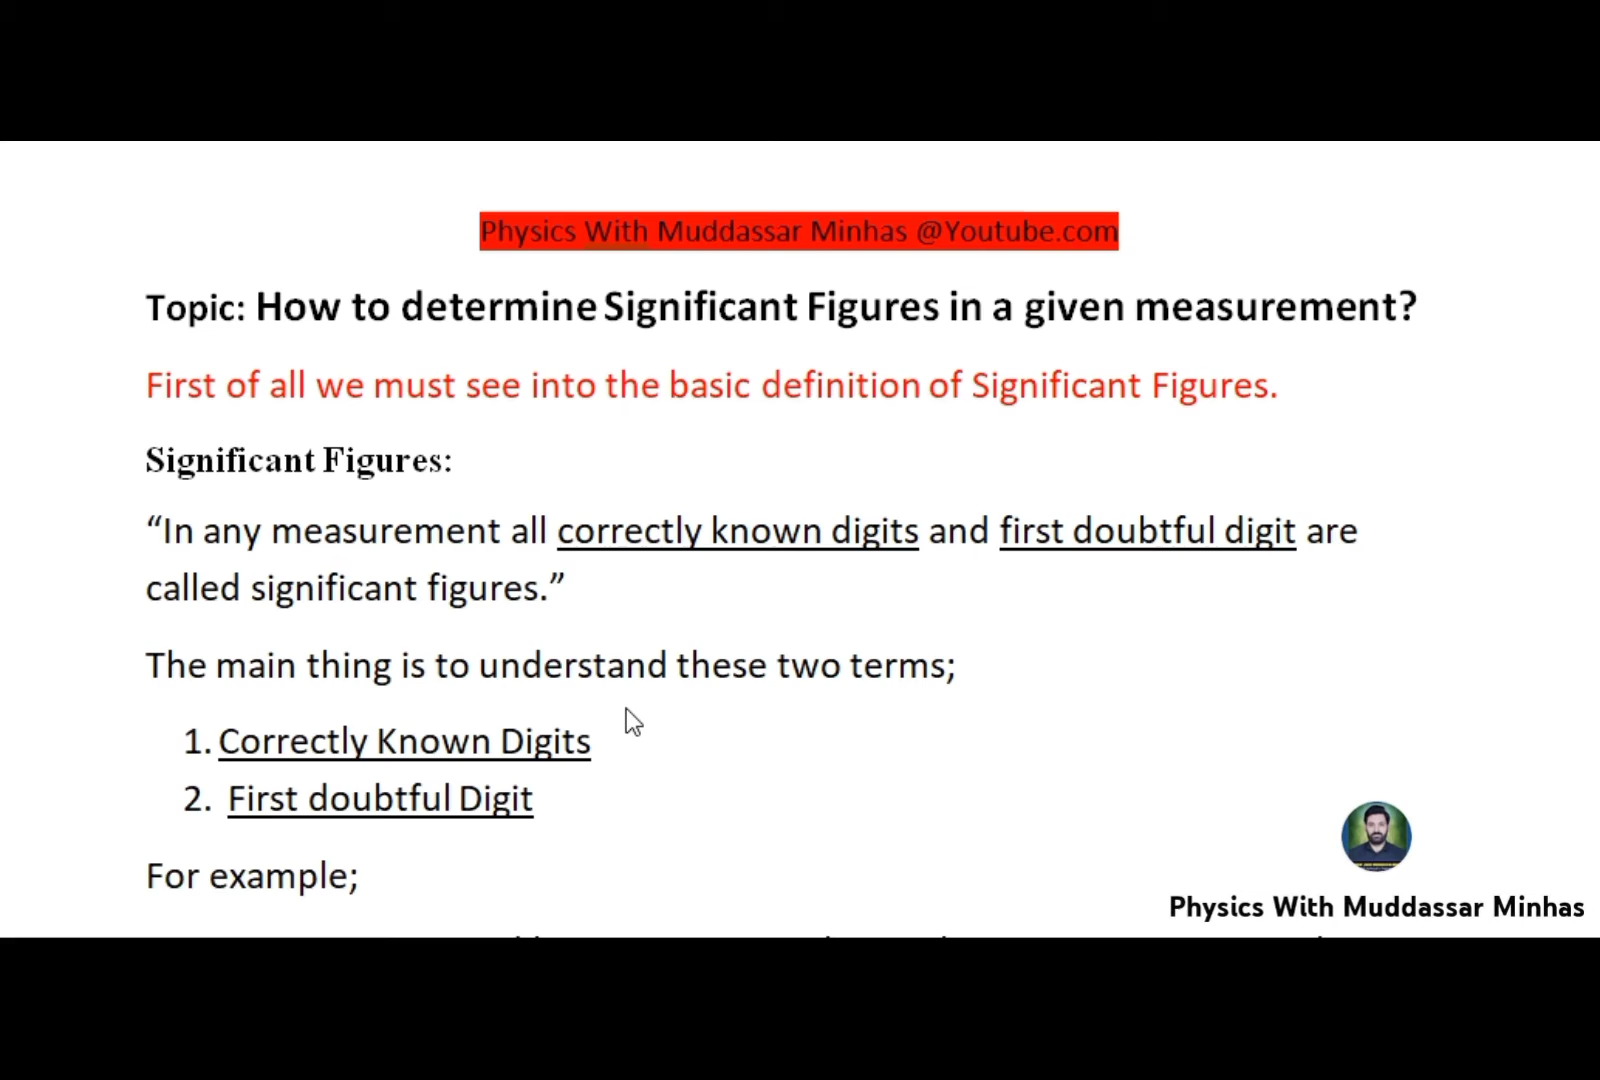 Physics With Muddassar Minhas @Youtube.com
Topic: How to determine Significant Figures in a given measurement?
First of all we must see into the basic definition of Significant Figures.
Significant Figures:
“In any measurement all correctly known digits and first doubtful digit are
called significant figures.”
The main thing is to understand these two terms;
1. Correctly Known Digits
2. First doubtful Digit
For example;
Physics With Muddassar Minhas